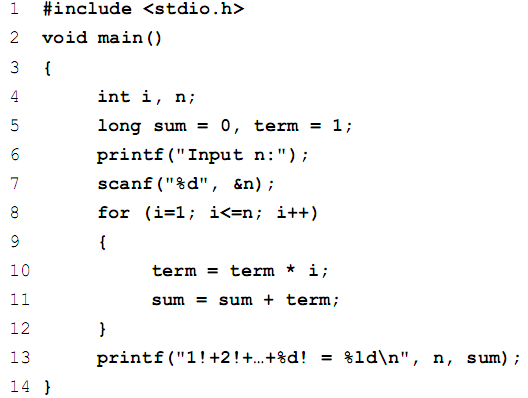 1 #include <stdio.h>
2 void main()
3 {
4 int i, n;
5 long sum = 0, term = 1;
6 printf("Input n:");
7 scanf("%d", &n);
8 for (i=1; i<=n; i++)
9 {
10 term = term * i;
11 sum = sum + term;
12 }
13 printf("1!+2!+…+%d! = %ld\n", n, sum);
14 }